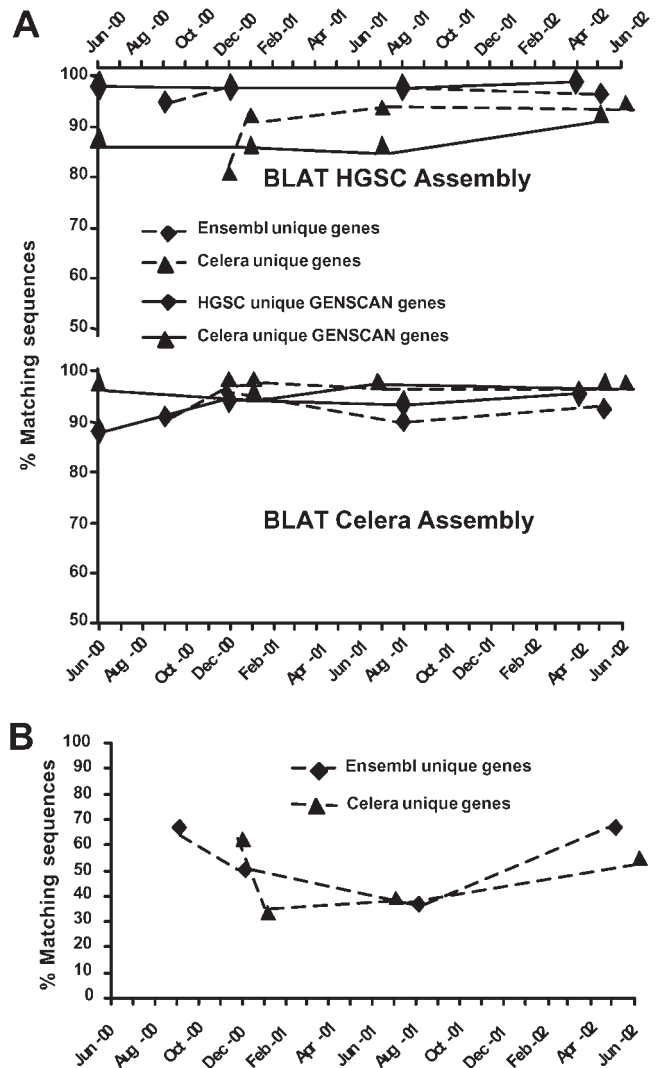 A
Jun -00 Aug -00 Oct -00 Dec -00 Feb -01 Apr -01 Jun -01 Aug -01 Oct -01 Dec -01 Feb -02 Apr -02 Jun -02
100
90
80
BLAT HGSC Assembly
70
Ensembl unique genes
60
Celera unique genes
HGSC unique GENSCAN genes
50
Celera unique GENSCAN genes
% Matching sequences
100
90
80
70
BLAT Celera Assembly
60
50
Jun -00 Aug -00 Oct -00 Dec -00 Feb -01 Apr -01 Jun -01 Aug -01 Oct -01 Dec -01 Feb -02 Apr -02 Jun -02
B
100
90
Ensembl unique genes
80
Celera unique genes
70
60
50
40
30
20
10
0
% Matching sequences
Jun -00 Aug -00 Oct -00 Dec -00 Feb -01 Apr -01 Jun -01 Aug -01 Oct -01 Dec -01 Feb -02 Apr -02 Jun -02